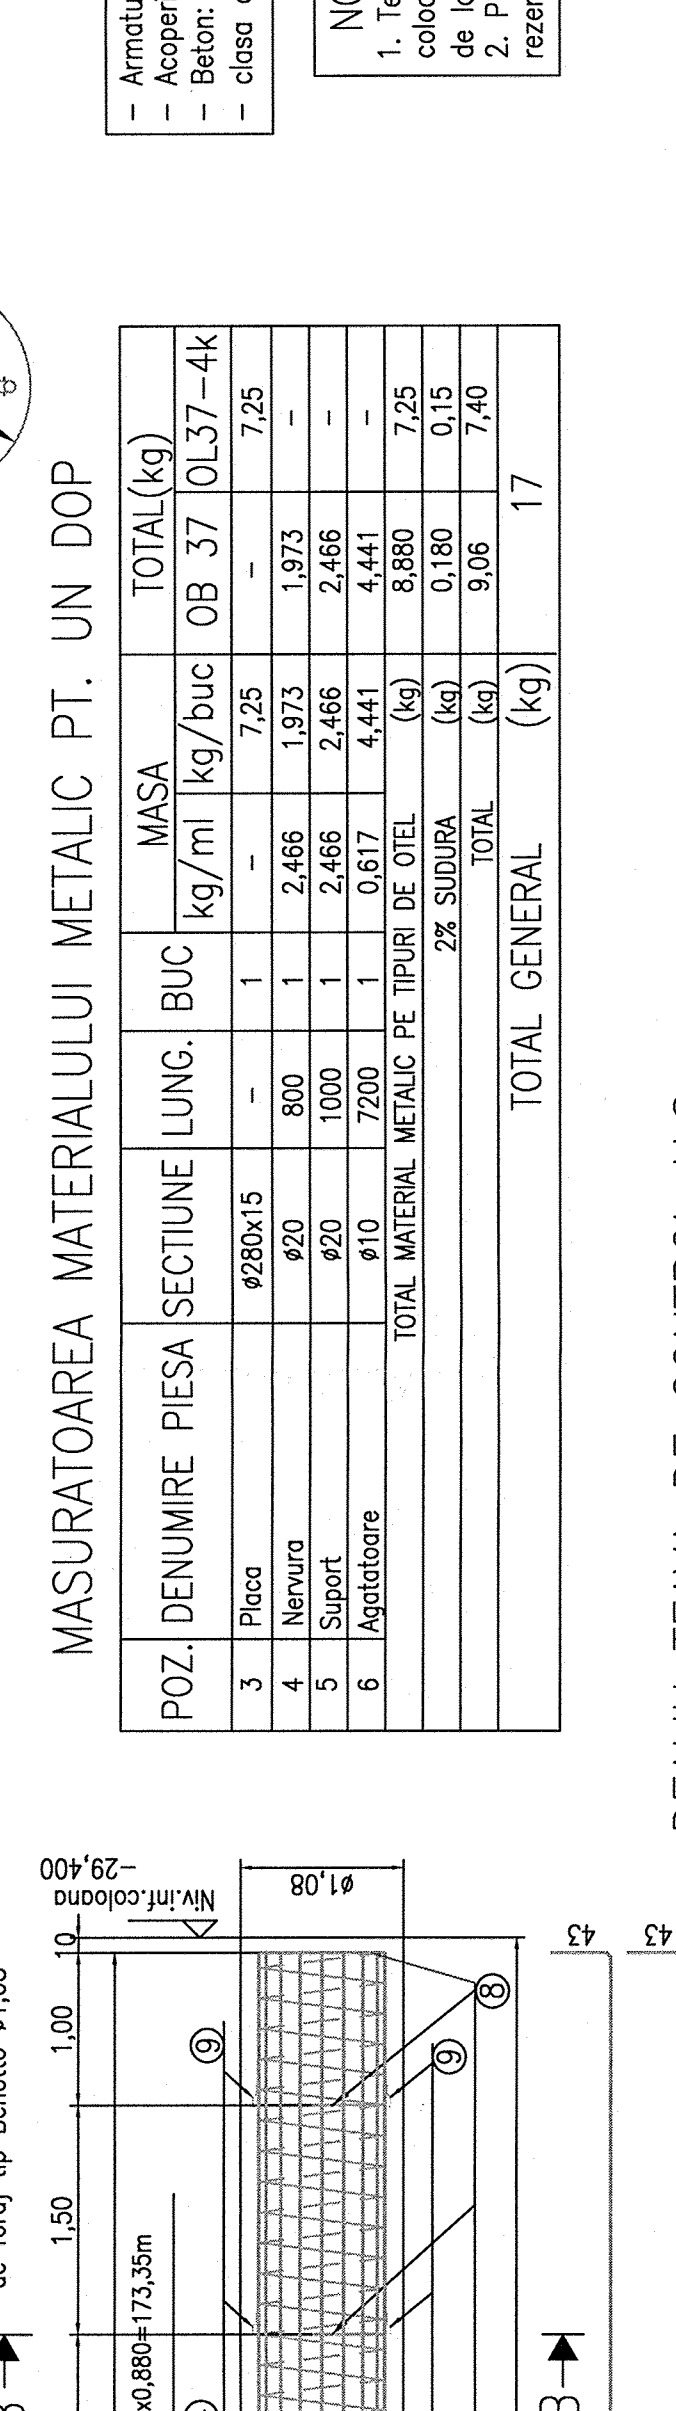 - Armatu
- Acoperi
- Beton:
- clasa
1. Te
coloc
de lo
2. P
rezer
MASURATOAREA MATERIALULUI METALIC PT. UN DOP
POZ. DENUMIRE PIESA SECTIUNE LUNG. BUC MASA TOTAL(kg)
kg/ml kg/buc OB 37 OL37-4k
3 Placa ø280x15 - 1 - 7,25 - 7,25
4 Nervura ø20 800 1 2,466 1,973 1,973 -
5 Suport ø20 1000 1 2,466 2,466 2,466 -
6 Agatatoare ø10 7200 1 0,617 4,441 4,441 -
TOTAL MATERIAL METALIC PE TIPURI DE OTEL (kg) 8,880 7,25
2% SUDURA (kg) 0,180 0,15
TOTAL (kg) 9,06 7,40
TOTAL GENERAL (kg) 17
1,50 1,00 10
x0,880=173,35m
Niv.inf.coloana
-29,400
ø1,08
9
9
8
43
43